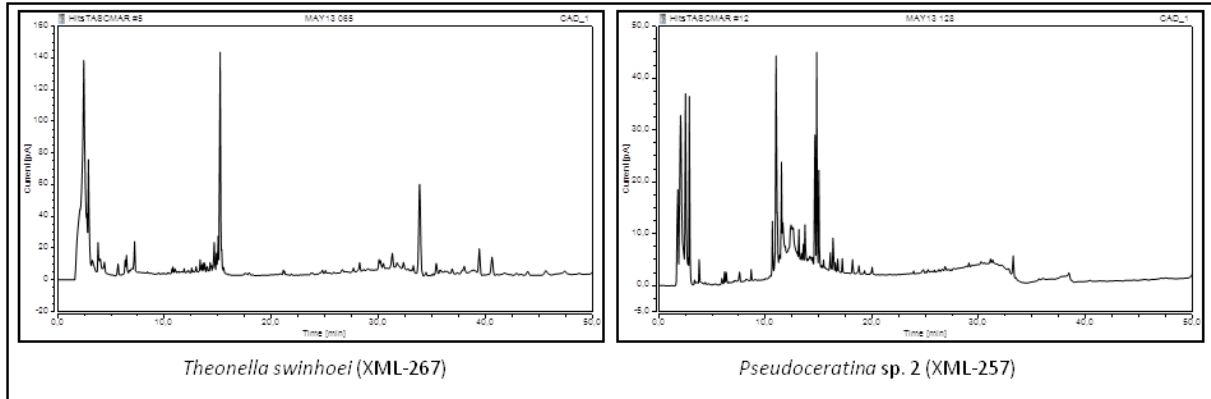 HitsTASCMAR #5 MAY13 065 CAD_1
160
140
120
100
80
60
40
20
0
-20
Current [pA]
0,0 10,0 20,0 30,0 40,0 50,0
Time [min]
Theonella swinhoei (XML-267)
HitsTASCMAR #12 MAY13 128 CAD_1
50,0
40,0
30,0
20,0
10,0
0,0
-5,0
Current [pA]
0,0 10,0 20,0 30,0 40,0 50,0
Time [min]
Pseudoceratina sp. 2 (XML-257)